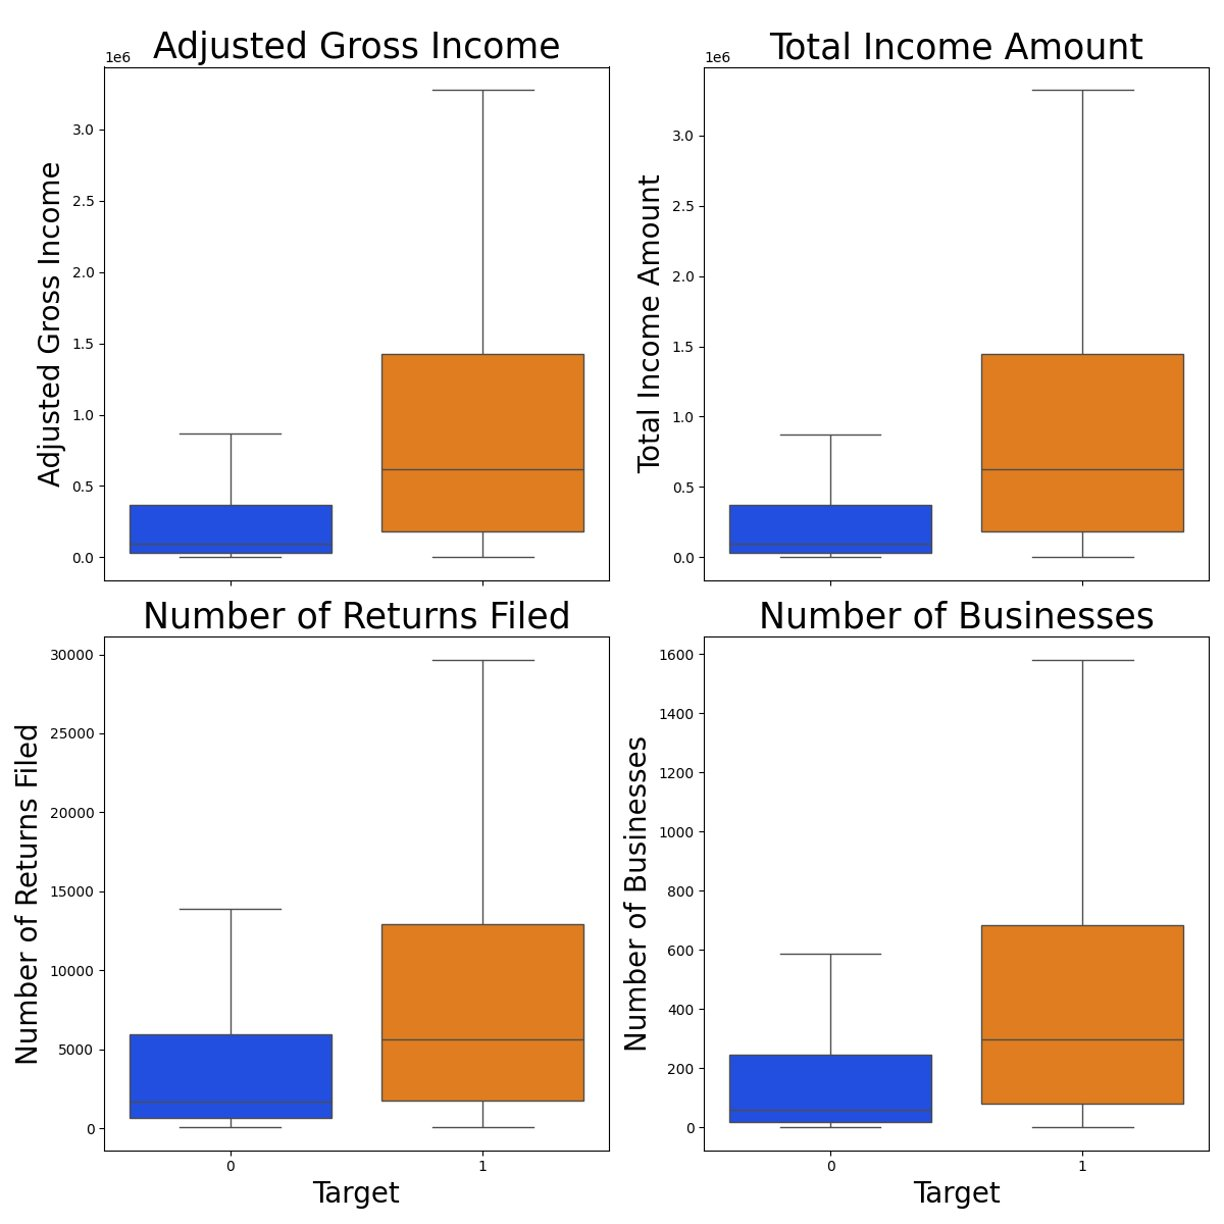 Adjusted Gross Income
1e6
Adjusted Gross Income
3.0
2.5
2.0
1.5
1.0
0.5
0.0
Total Income Amount
1e6
Total Income Amount
3.0
2.5
2.0
1.5
1.0
0.5
0.0
Number of Returns Filed
Number of Returns Filed
30000
25000
20000
15000
10000
5000
0
0 1
Target
Number of Businesses
Number of Businesses
1600
1400
1200
1000
800
600
400
200
0
0 1
Target